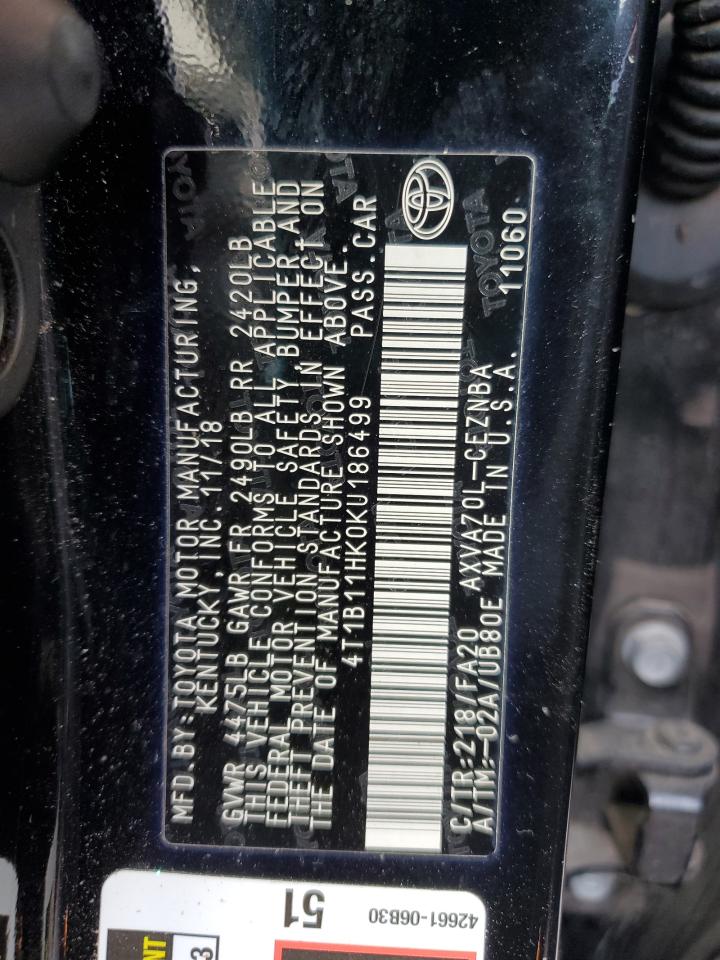 MFD. BY: TOYOTA MOTOR MANUFACTURING,
KENTUCKY, INC. 11/18
GVWR 4475LB GAWR FR 2490LB RR 2420LB
THIS VEHICLE CONFORMS TO ALL APPLICABLE
FEDERAL MOTOR VEHICLE SAFETY, BUMPER, AND
THEFT PREVENTION STANDARDS IN EFFECT ON
THE DATE OF MANUFACTURE SHOWN ABOVE.
4T1B11HK0KU186499 PASS. CAR
TOYOTA
C/TR: 218/FA20 AXVA70L-CEZNBA 11060
A/TM: -02A/UB80E MADE IN U.S.A.
51
42661-06B30
NT
3